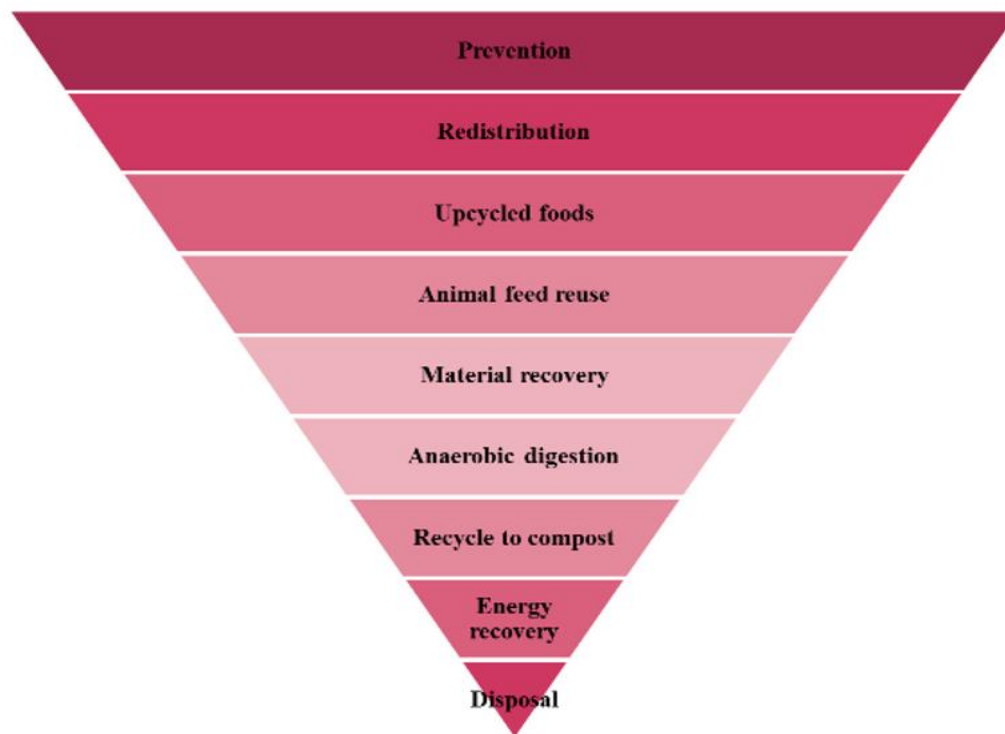 Prevention
Redistribution
Upcycled foods
Animal feed reuse
Material recovery
Anaerobic digestion
Recycle to compost
Energy
recovery
Disposal